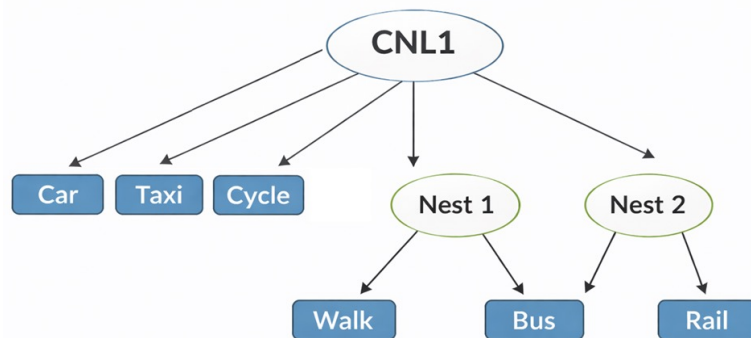 CNL1
Car
Taxi
Cycle
Nest 1
Nest 2
Walk
Bus
Rail